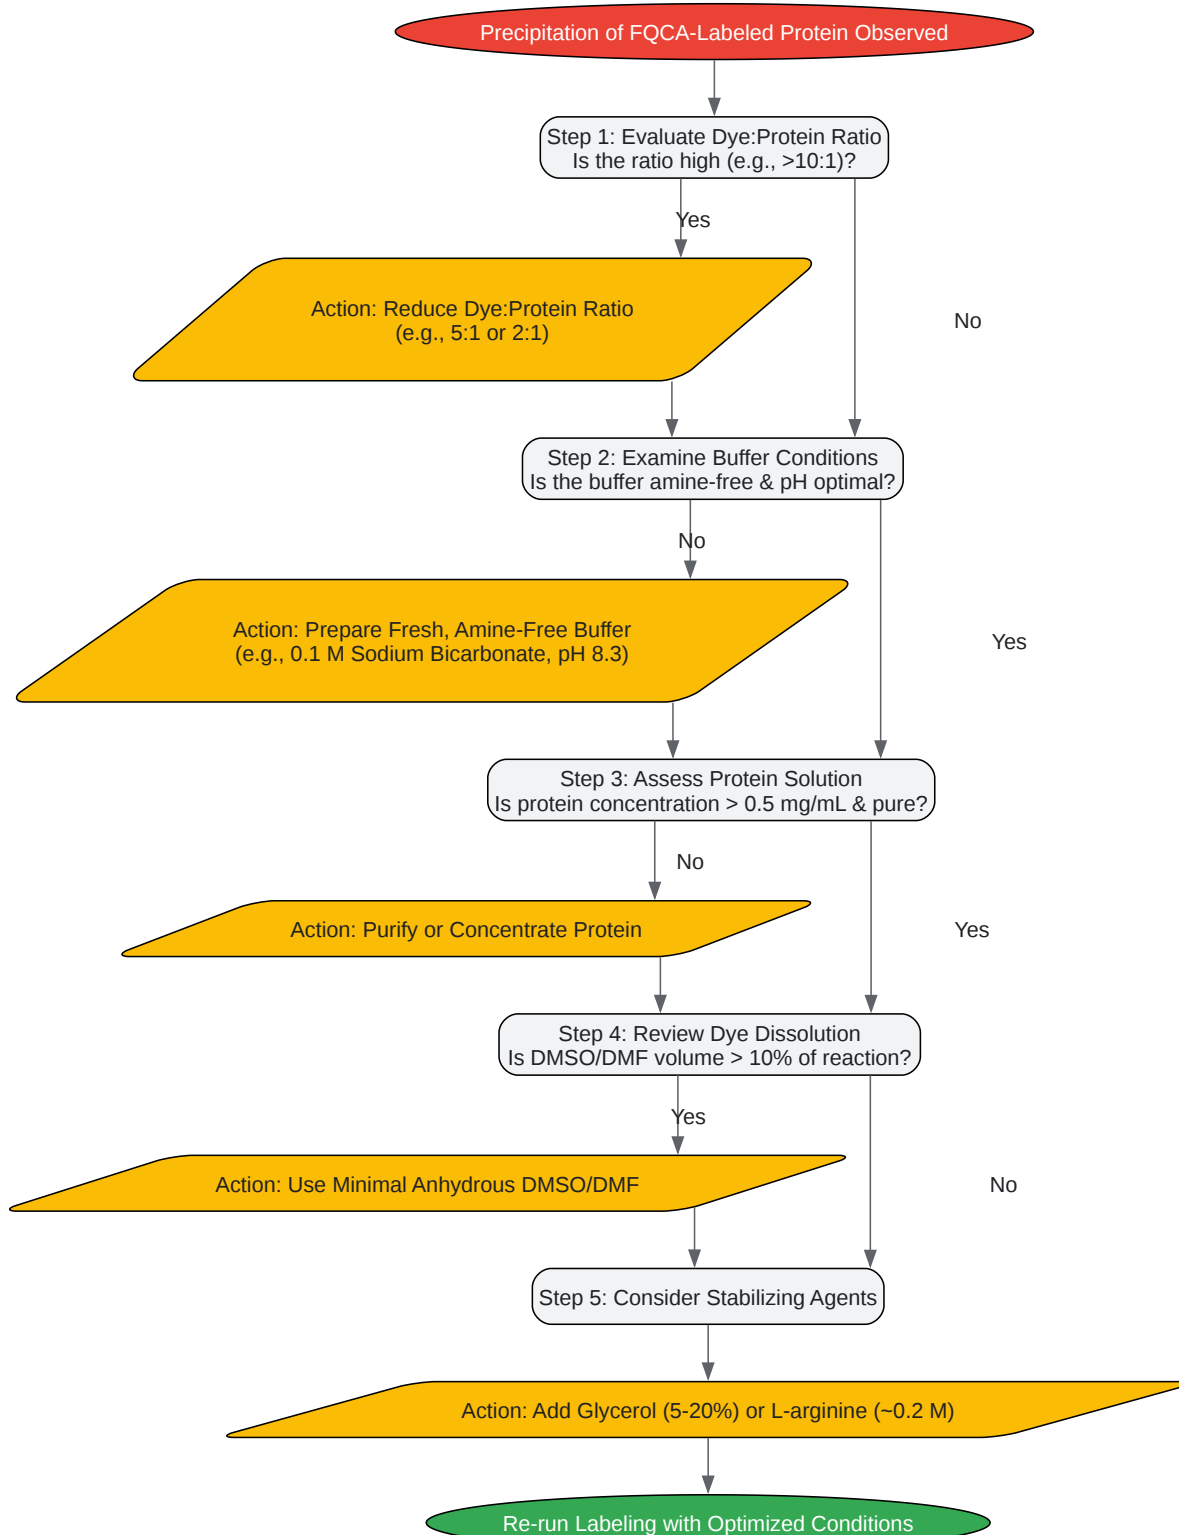 Precipitation of FQCA-Labeled Protein Observed
Step 1: Evaluate Dye:Protein Ratio
Is the ratio high (e.g., >10:1)?
Yes
Action: Reduce Dye:Protein Ratio
(e.g., 5:1 or 2:1)
No
Step 2: Examine Buffer Conditions
Is the buffer amine-free & pH optimal?
No
Action: Prepare Fresh, Amine-Free Buffer
(e.g., 0.1 M Sodium Bicarbonate, pH 8.3)
Yes
Step 3: Assess Protein Solution
Is protein concentration > 0.5 mg/mL & pure?
No
Action: Purify or Concentrate Protein
Yes
Step 4: Review Dye Dissolution
Is DMSO/DMF volume > 10% of reaction?
Yes
Action: Use Minimal Anhydrous DMSO/DMF
No
Step 5: Consider Stabilizing Agents
Action: Add Glycerol (5-20%) or L-arginine (~0.2 M)
Re-run Labeling with Optimized Conditions